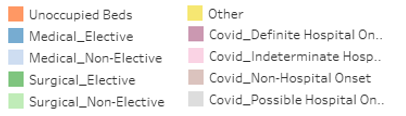 Unoccupied Beds
Medical_Elective
Medical_Non-Elective
Surgical_Elective
Surgical_Non-Elective
Other
Covid_Definite Hospital On..
Covid_Indeterminate Hosp..
Covid_Non-Hospital Onset
Covid_Possible Hospital On..